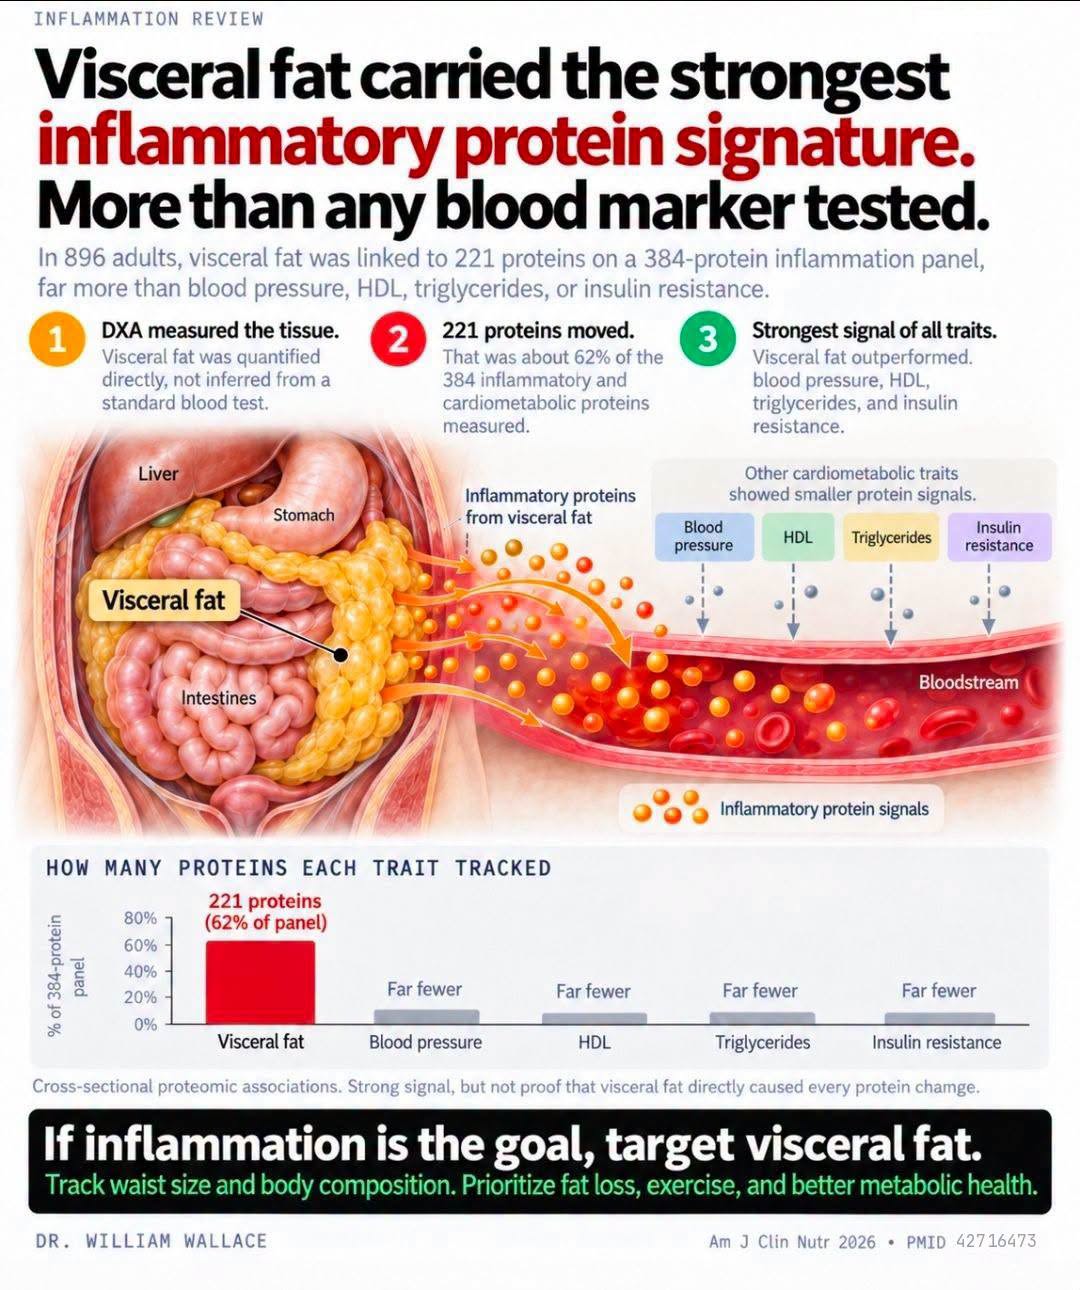 INFLAMMATION REVIEW
Visceral fat carried the strongest
inflammatory protein signature.
More than any blood marker tested.
In 896 adults, visceral fat was linked to 221 proteins on a 384-protein inflammation panel,
far more than blood pressure, HDL, triglycerides, or insulin resistance.
1
DXA measured the tissue.
Visceral fat was quantified
directly, not inferred from a
standard blood test.
2
221 proteins moved.
That was about 62% of the
384 inflammatory and
cardiometabolic proteins
measured.
3
Strongest signal of all traits.
Visceral fat outperformed.
blood pressure, HDL,
triglycerides, and insulin
resistance.
Liver
Stomach
Visceral fat
Intestines
Inflammatory proteins
from visceral fat
Other cardiometabolic traits
showed smaller protein signals.
Blood
pressure
HDL
Triglycerides
Insulin
resistance
Bloodstream
Inflammatory protein signals
HOW MANY PROTEINS EACH TRAIT TRACKED
% of 384-protein
panel
80%
60%
40%
20%
0%
221 proteins
(62% of panel)
Far fewer
Far fewer
Far fewer
Far fewer
Visceral fat
Blood pressure
HDL
Triglycerides
Insulin resistance
Cross-sectional proteomic associations. Strong signal, but not proof that visceral fat directly caused every protein chamge.
If inflammation is the goal, target visceral fat.
Track waist size and body composition. Prioritize fat loss, exercise, and better metabolic health.
DR. WILLIAM WALLACE
Am J Clin Nutr 2026 • PMID 42716473